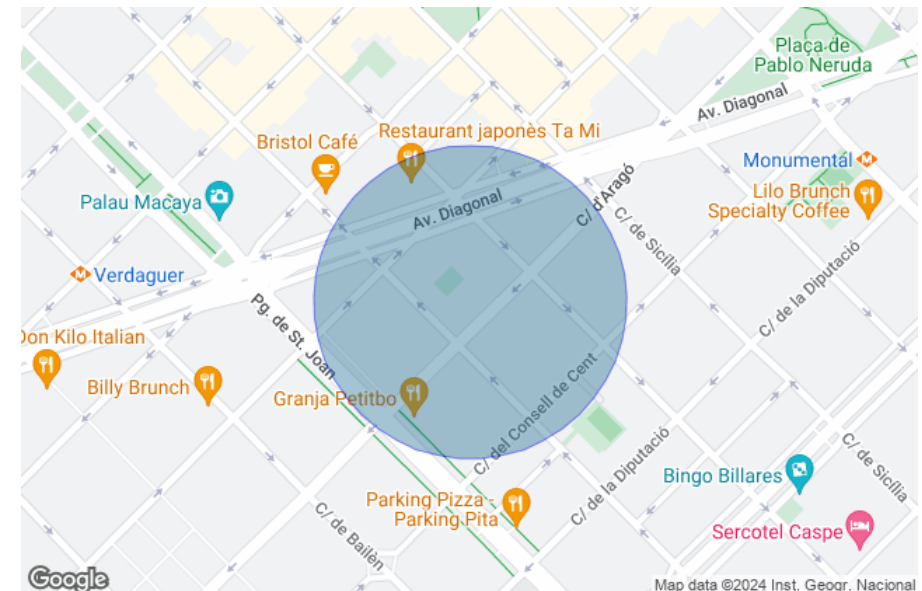 Plaça de
Pablo Neruda
Av. Diagonal
Restaurant japonès Ta Mi
Bristol Café
Monumental
C/ d'Aragó
Lilo Brunch
Specialty Coffee
Palau Macaya
Av. Diagonal
C/ de Sicília
C/ de la Diputació
Verdaguer
Pg. de St. Joan
Don Kilo Italian
Billy Brunch
Granja Petitbo
C/ del Consell de Cent
C/ de la Diputació
C/ de Sicília
Bingo Billares
Parking Pizza -
Parking Pita
C/ de Bailèn
Sercotel Caspe
Google
Map data ©2024 Inst. Geogr. Nacional